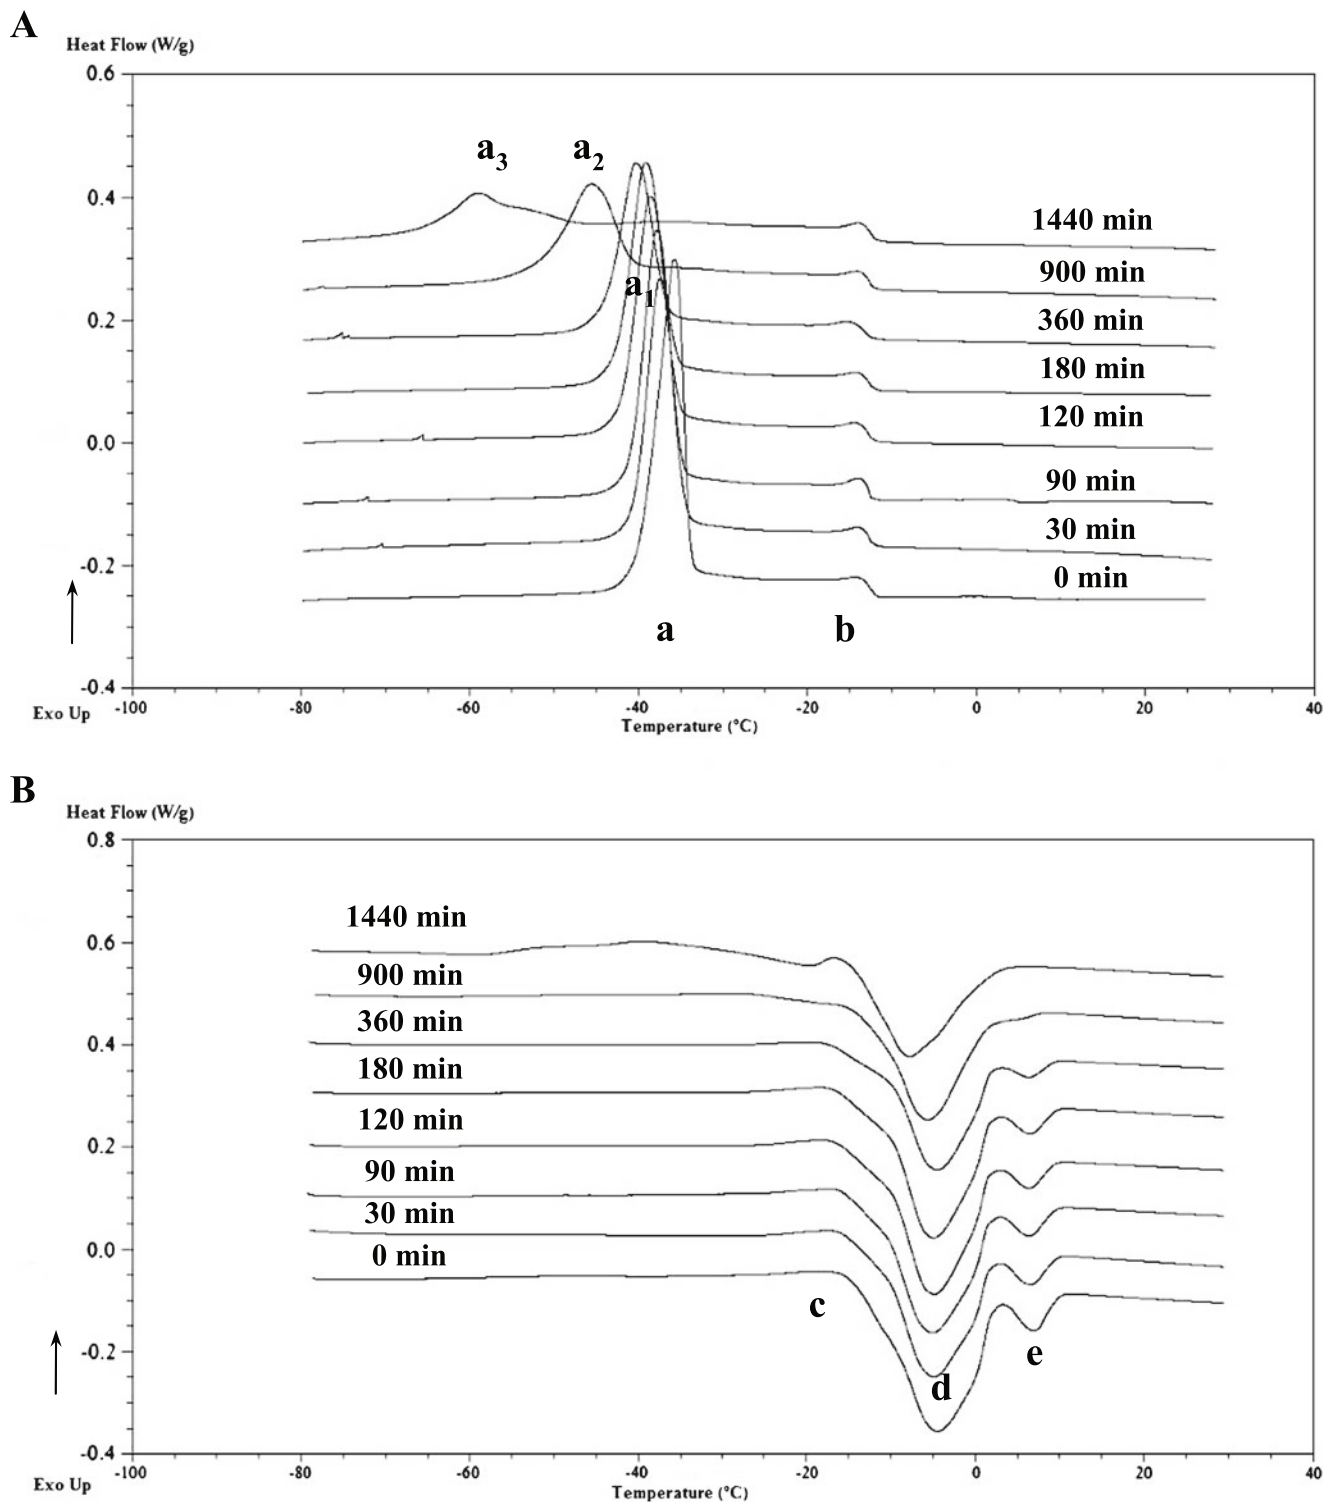 A
Heat Flow (W/g)
0.6
a3 a2
0.4
1440 min
900 min
a1
360 min
0.2
180 min
120 min
0.0
90 min
30 min
-0.2
0 min
a b
-0.4
Exo Up
-100 -80 -60 -40 -20 0 20 40
Temperature (°C)
B
Heat Flow (W/g)
0.8
1440 min
0.6
900 min
360 min
0.4
180 min
120 min
0.2
90 min
30 min
0.0
0 min
c
-0.2
e
d
-0.4
Exo Up
-100 -80 -60 -40 -20 0 20 40
Temperature (°C)